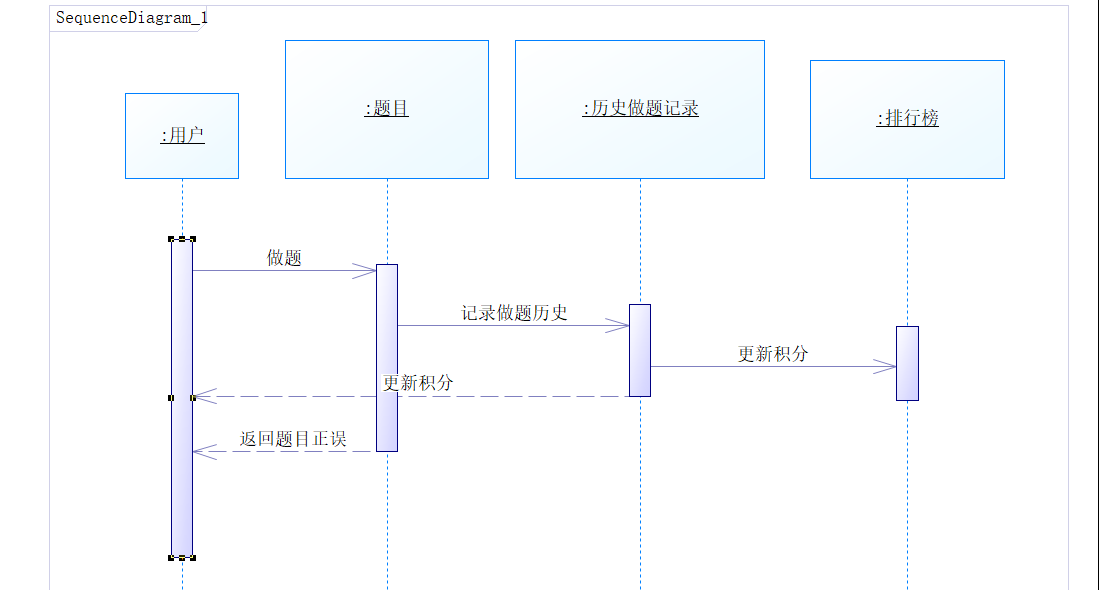 SequenceDiagram_1
:用户
:题目
:历史做题记录
:排行榜
做题
记录做题历史
更新积分
更新积分
返回题目正误